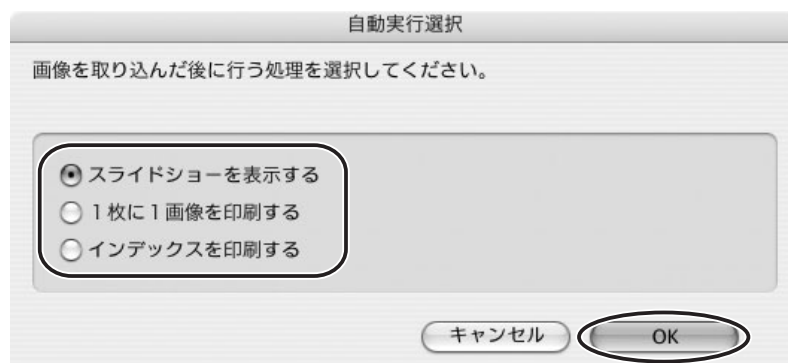 自動実行選択
画像を取り込んだ後に行う処理を選択してください。
スライドショーを表示する
1枚に1画像を印刷する
インデックスを印刷する
キャンセル OK